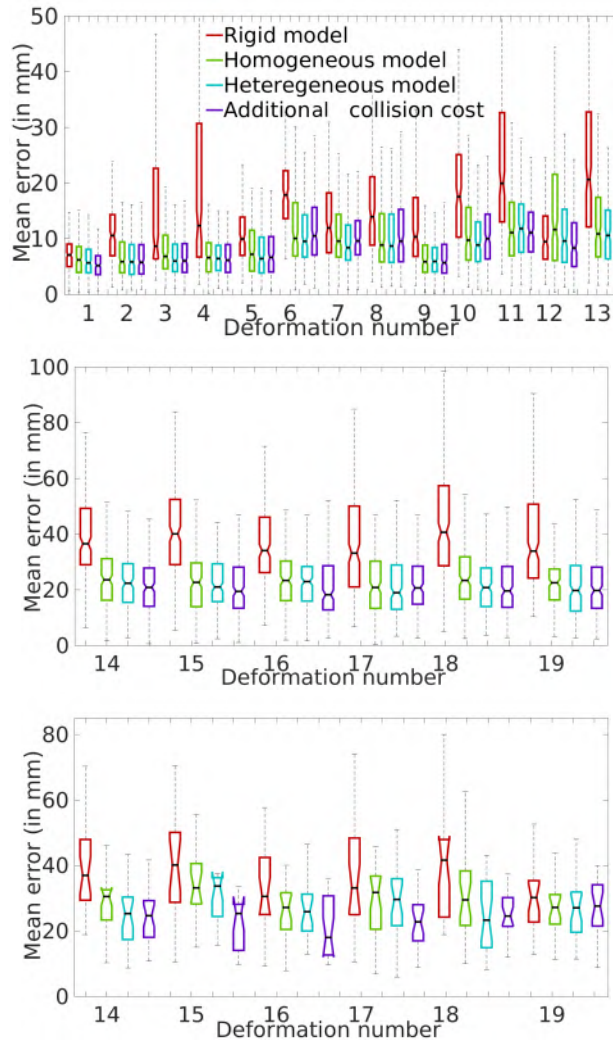 50
Rigid model
Homogeneous model
40
Heteregeneous model
Additional collision cost
30
20
10
0
Mean error (in mm)
1 2 3 4 5 6 7 8 9 10 11 12 13
Deformation number
100
80
60
40
20
0
Mean error (in mm)
14 15 16 17 18 19
Deformation number
80
60
40
20
0
Mean error (in mm)
14 15 16 17 18 19
Deformation number